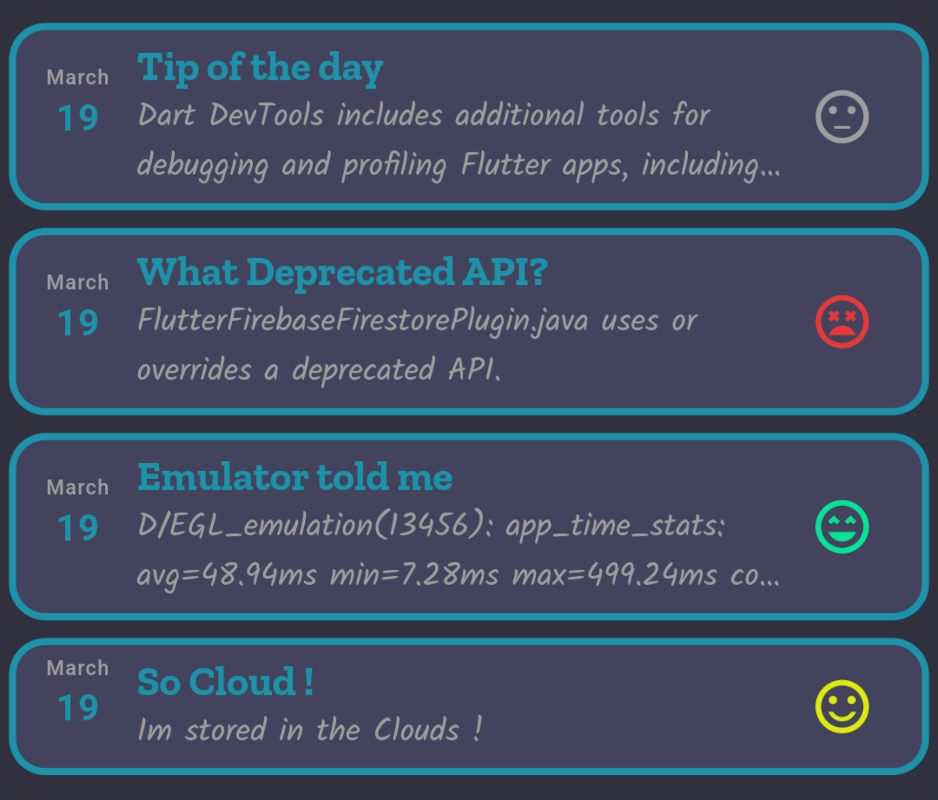 March
19
Tip of the day
Dart DevTools includes additional tools for
debugging and profiling Flutter apps, including...
March
19
What Deprecated API?
FlutterFirebaseFirestorePlugin.java uses or
overrides a deprecated API.
March
19
Emulator told me
D/EGL_emulation(13456): app_time_stats:
avg=48.94ms min=7.28ms max=499.24ms co...
March
19
So Cloud !
Im stored in the Clouds !